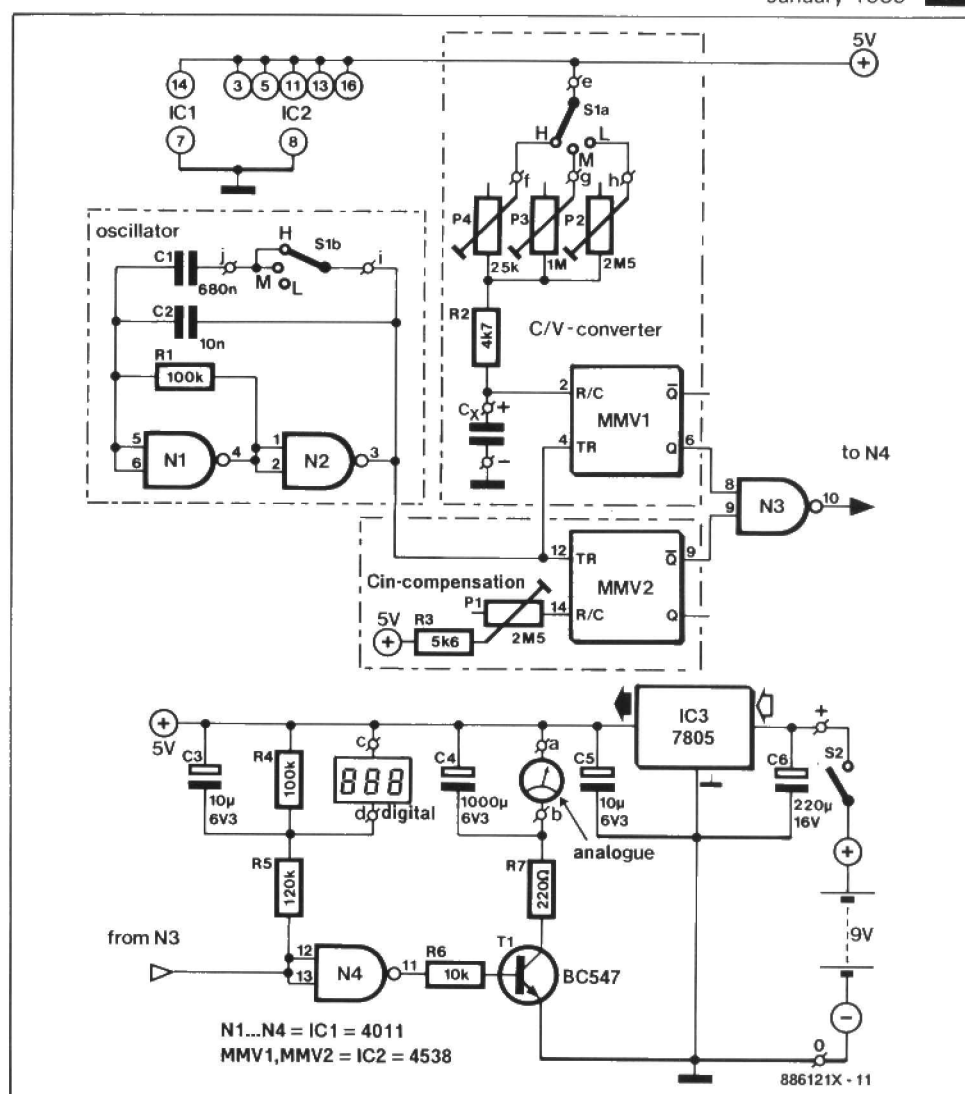 January 1989
5V
14
3
5
11
13
16
IC1
IC2
7
8
e
S1a
H
L
M
f
g
h
P4
P3
P2
25k
1M
2M5
oscillator
C1
680n
j
H
S1b
M
L
i
C2
10n
R1
100k
5
6
N1
4
1
2
N2
3
R2
4k7
C/V-converter
CX
+
-
2
R/C
MMV1
Q̅
4
TR
Q
6
to N4
8
9
N3
10
Cin-compensation
12
TR
Q̅
9
MMV2
P1
14
R/C
Q
5V
R3
5k6
2M5
5V
C3
10µ
6V3
R4
100k
c
888
d
digital
C4
1000µ
6V3
a
b
analogue
C5
10µ
6V3
IC3
7805
C6
220µ
16V
+
S2
R5
120k
R7
220Ω
from N3
12
13
N4
11
R6
10k
T1
BC547
9V
0
N1...N4 = IC1 = 4011
MMV1,MMV2 = IC2 = 4538
886121X - 11